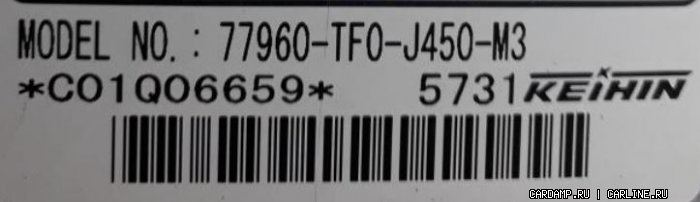 MODEL NO.: 77960-TF0-J450-M3
*C01Q06659* 5731 KEIHIN
CARDAMP.RU | CARLINE.RU